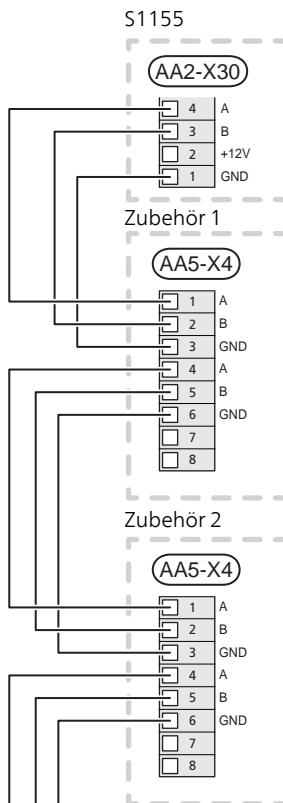 S1155
AA2-X30
4 A
3 B
2 +12V
1 GND
Zubehör 1
AA5-X4
1 A
2 B
3 GND
4 A
5 B
6 GND
7
8
Zubehör 2
AA5-X4
1 A
2 B
3 GND
4 A
5 B
6 GND
7
8